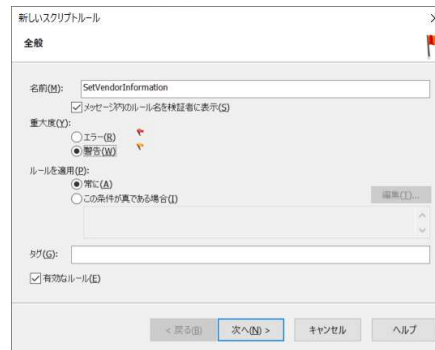 新しいスクリプトルール
全般
名前(M): SetVendorInformation
メッセージ内のルール名を検証者に表示(S)
重大度(Y):
エラー(R)
警告(W)
ルールを適用(P):
常に(A)
この条件が真である場合(I)
編集(T)...
タグ(G):
有効なルール(E)
< 戻る(B) 次へ(N) > キャンセル ヘルプ